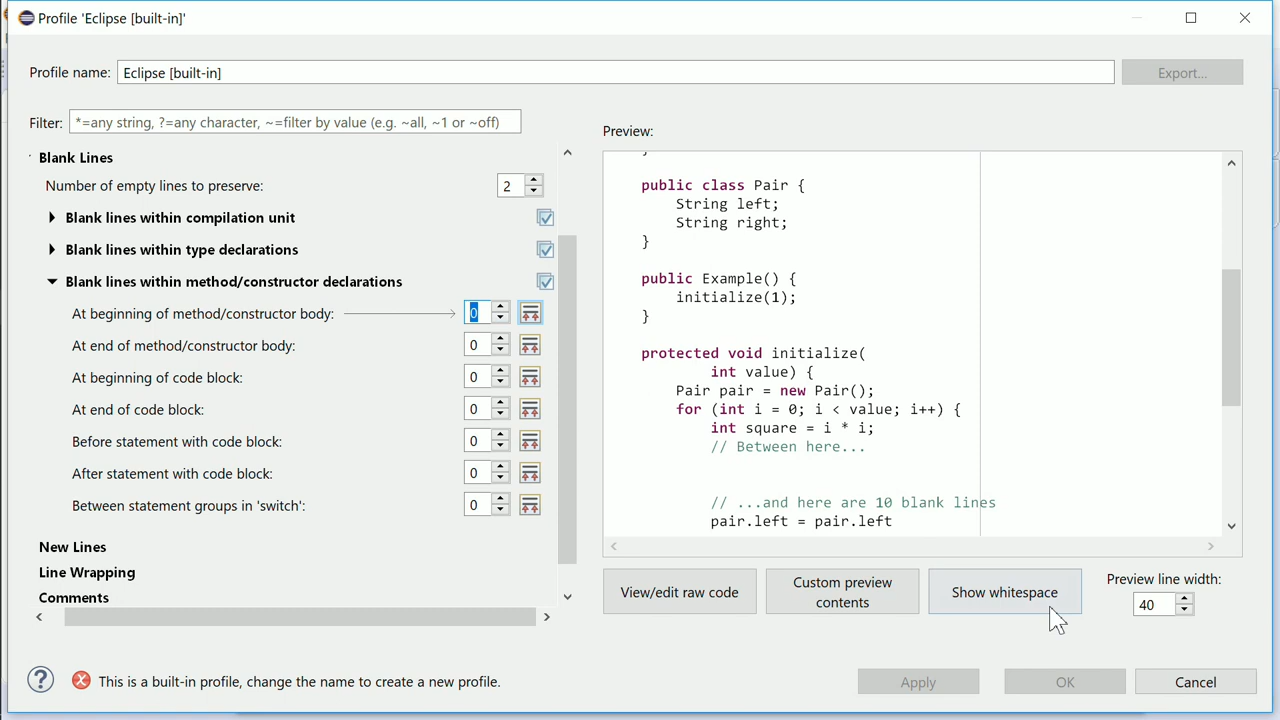 Profile 'Eclipse [built-in]'
Profile name: Eclipse [built-in] Export...
Filter: *=any string, ?=any character, ~=filter by value (e.g. ~all, ~1 or ~off)
Blank Lines
Number of empty lines to preserve: 2
Blank lines within compilation unit
Blank lines within type declarations
Blank lines within method/constructor declarations
At beginning of method/constructor body: 0
At end of method/constructor body: 0
At beginning of code block: 0
At end of code block: 0
Before statement with code block: 0
After statement with code block: 0
Between statement groups in 'switch': 0
New Lines
Line Wrapping
Comments
Preview:
}
public class Pair {
String left;
String right;
}
public Example() {
initialize(1);
}
protected void initialize(
int value) {
Pair pair = new Pair();
for (int i = 0; i < value; i++) {
int square = i * i;
// Between here...
// ...and here are 10 blank lines
pair.left = pair.left
View/edit raw code
Custom preview
contents
Show whitespace
Preview line width:
40
? This is a built-in profile, change the name to create a new profile.
Apply OK Cancel